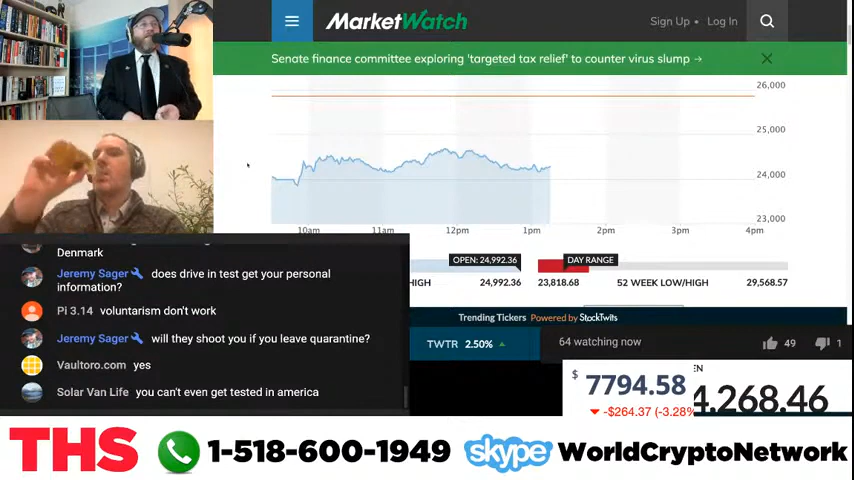 MarketWatch
Sign Up • Log In
Senate finance committee exploring 'targeted tax relief' to counter virus slump →
26,000
25,000
24,000
23,000
10am 11am 12pm 1pm 2pm 3pm 4pm
OPEN: 24,992.36 DAY RANGE
HIGH 24,992.36 23,818.68 52 WEEK LOW/HIGH 29,568.57
Trending Tickers Powered by StockTwits
TWTR 2.50%
64 watching now 49 1
Denmark
Jeremy Sager does drive in test get your personal
information?
Pi 3.14 voluntarism don't work
Jeremy Sager will they shoot you if you leave quarantine?
Vaultoro.com yes
Solar Van Life you can't even get tested in america
$ 7794.58
-$264.37 (-3.28%
EN
4,268.46
THS 1-518-600-1949 skype WorldCryptoNetwork